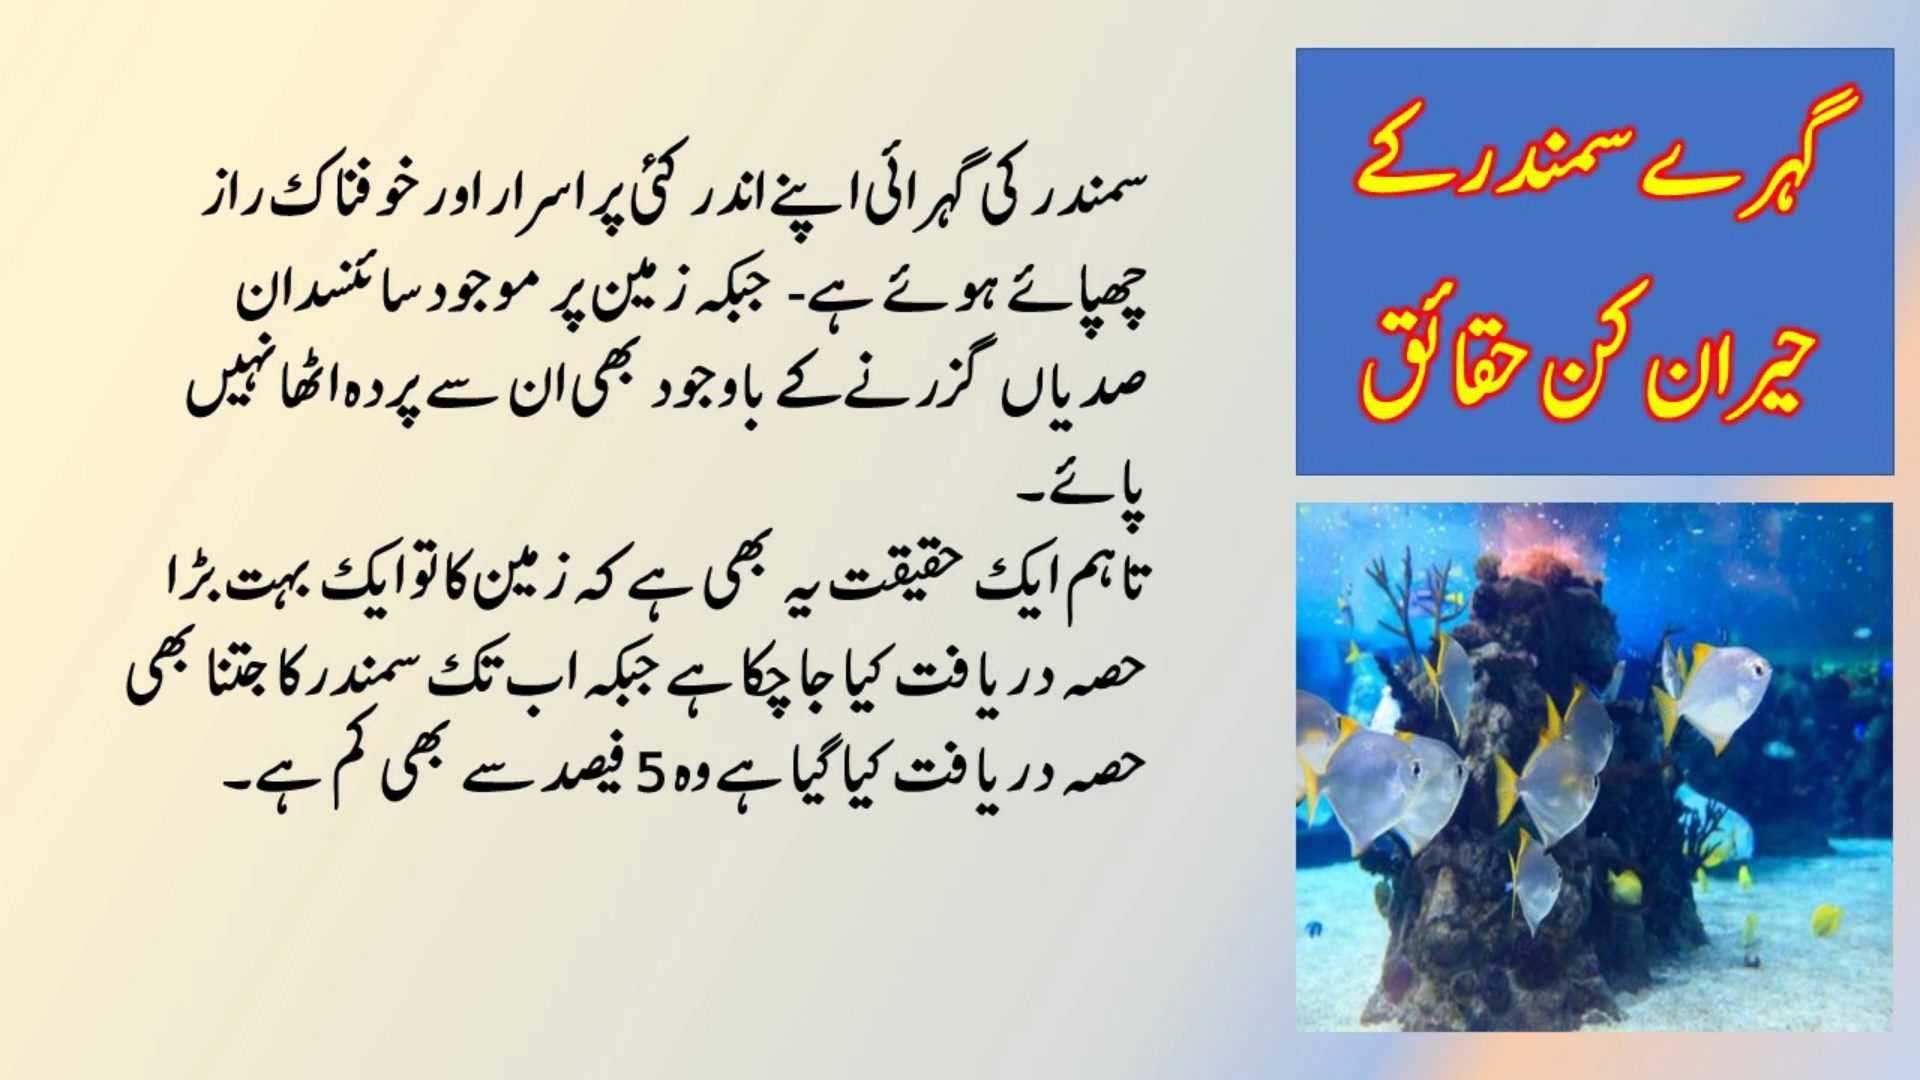 گہرے سمندر کے
حیران کن حقائق
سمندر کی گہرائی اپنے اندر کئی پر اسرار اور خوفناک راز
چھپائے ہوئے ہے- جبکہ زمین پر موجود سائنسدان
صدیاں گزرنے کے باوجود بھی ان سے پردہ اٹھا نہیں
پائے۔
تاہم ایک حقیقت یہ بھی ہے کہ زمین کا تو ایک بہت بڑا
حصہ دریافت کیا جاچکا ہے جبکہ اب تک سمندر کا جتنا بھی
حصہ دریافت کیا گیا ہے وہ 5 فیصد سے بھی کم ہے۔